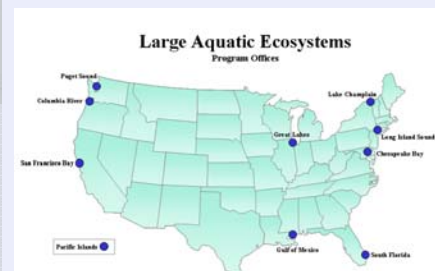 Large Aquatic Ecosystems
Program Offices
Puget Sound
Lake Champlain
Columbia River
Long Island Sound
Great Lakes
Chesapeake Bay
San Francisco Bay
Pacific Islands
Gulf of Mexico
South Florida